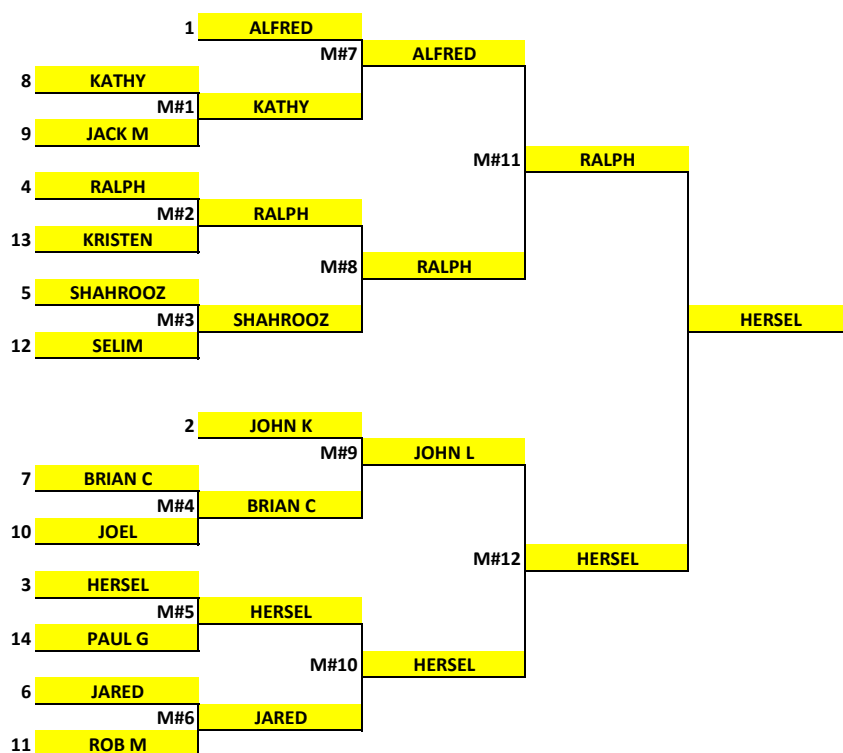 1 ALFRED
M#7 ALFRED
8 KATHY
M#1 KATHY
9 JACK M
M#11 RALPH
4 RALPH
M#2 RALPH
13 KRISTEN
M#8 RALPH
5 SHAHROOZ
M#3 SHAHROOZ HERSEL
12 SELIM
2 JOHN K
M#9 JOHN L
7 BRIAN C
M#4 BRIAN C
10 JOEL
M#12 HERSEL
3 HERSEL
M#5 HERSEL
14 PAUL G
M#10 HERSEL
6 JARED
M#6 JARED
11 ROB M